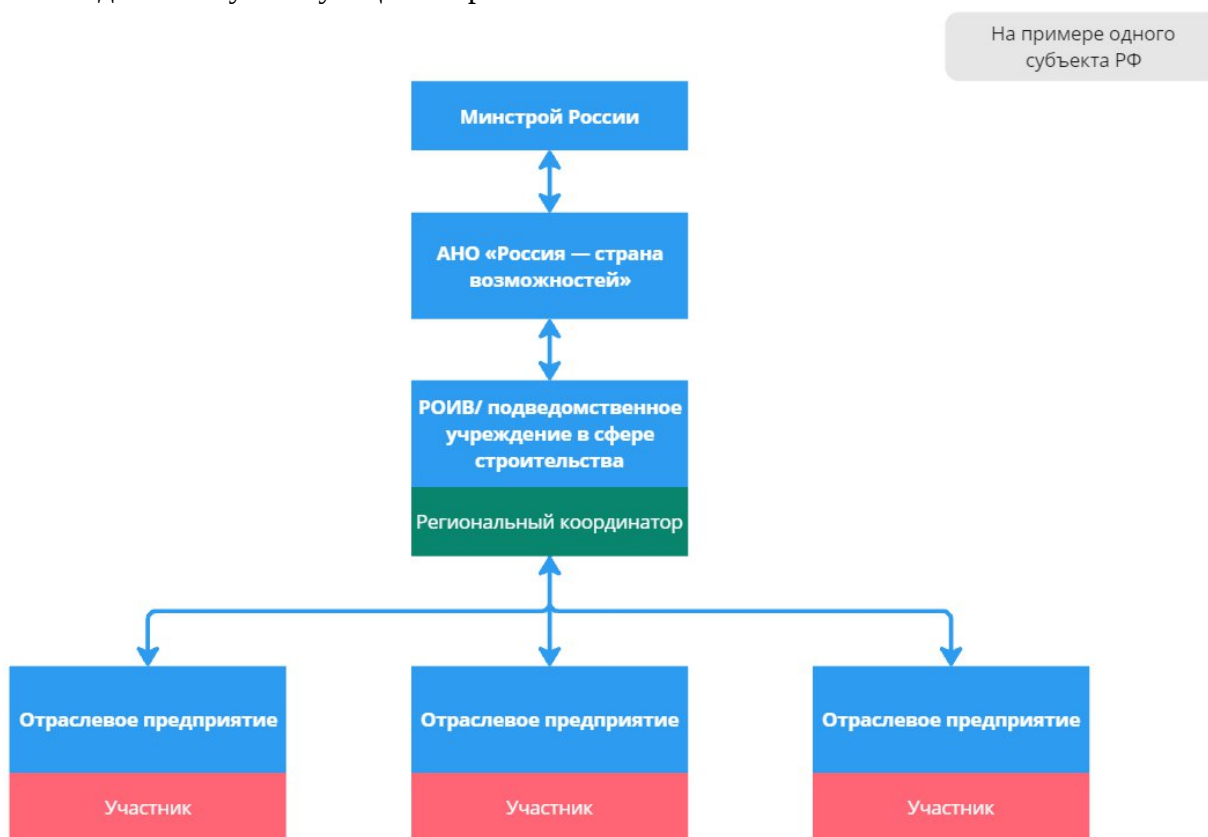 На примере одного
субъекта РФ
Минстрой России
АНО «Россия — страна
возможностей»
РОИВ/ подведомственное
учреждение в сфере
строительства
Региональный координатор
Отраслевое предприятие
Отраслевое предприятие
Отраслевое предприятие
Участник
Участник
Участник